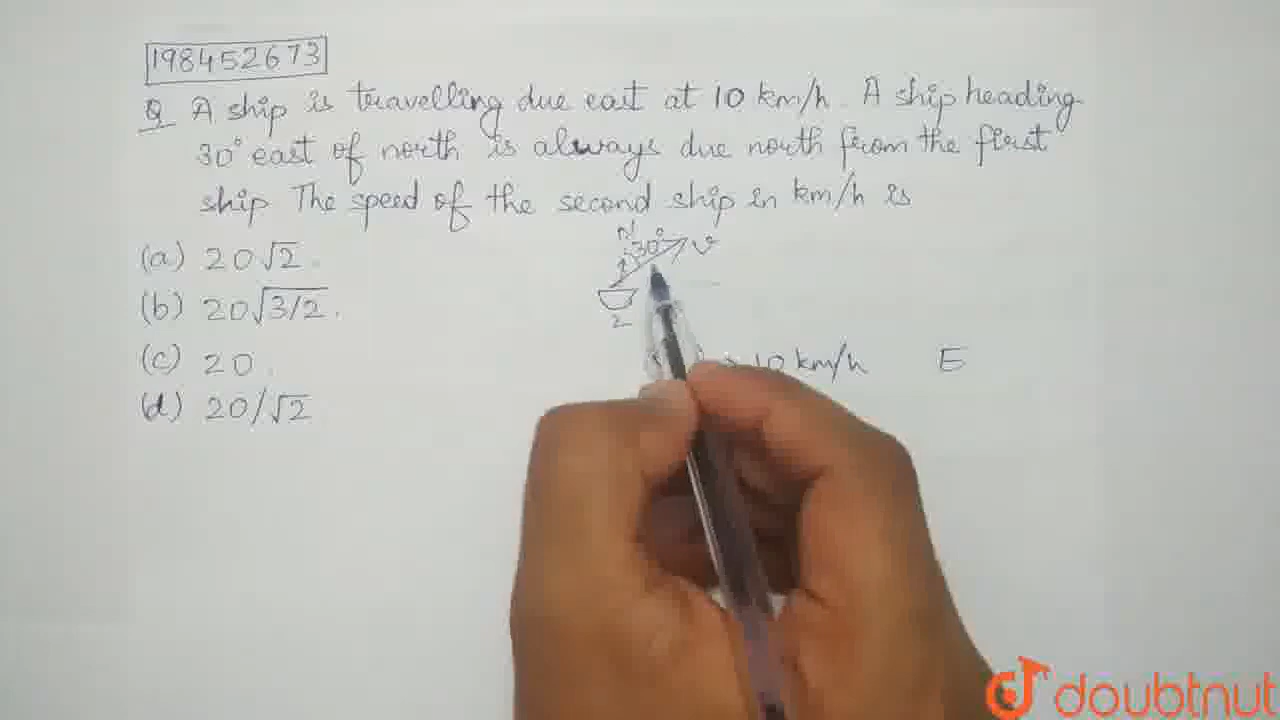 198452673
Q A ship is travelling due east at 10 km/h. A ship heading
30° east of north is always due north from the first
ship The speed of the second ship in km/h is
(a) 20√2.
(b) 20√3/2.
(c) 20.
(d) 20/√2
N
30° v
2
10 km/h E
doubtnut